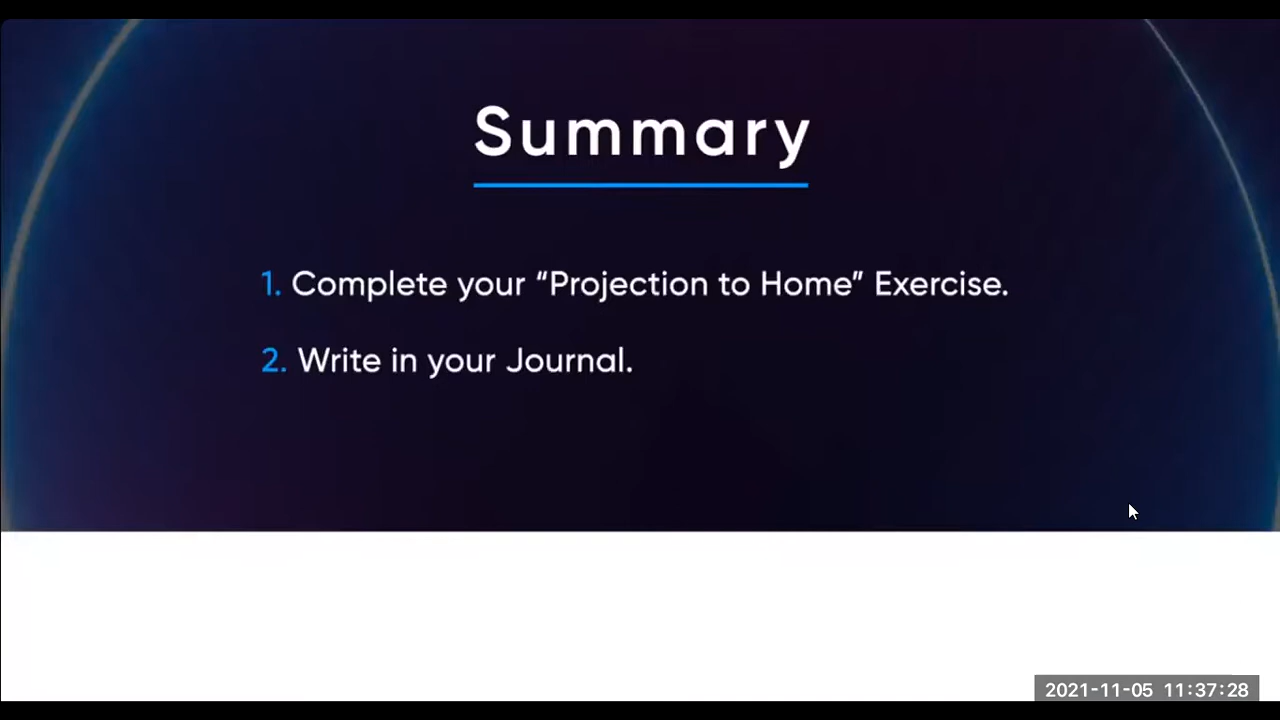 Summary
1. Complete your “Projection to Home” Exercise.
2. Write in your Journal.
2021-11-05 11:37:28